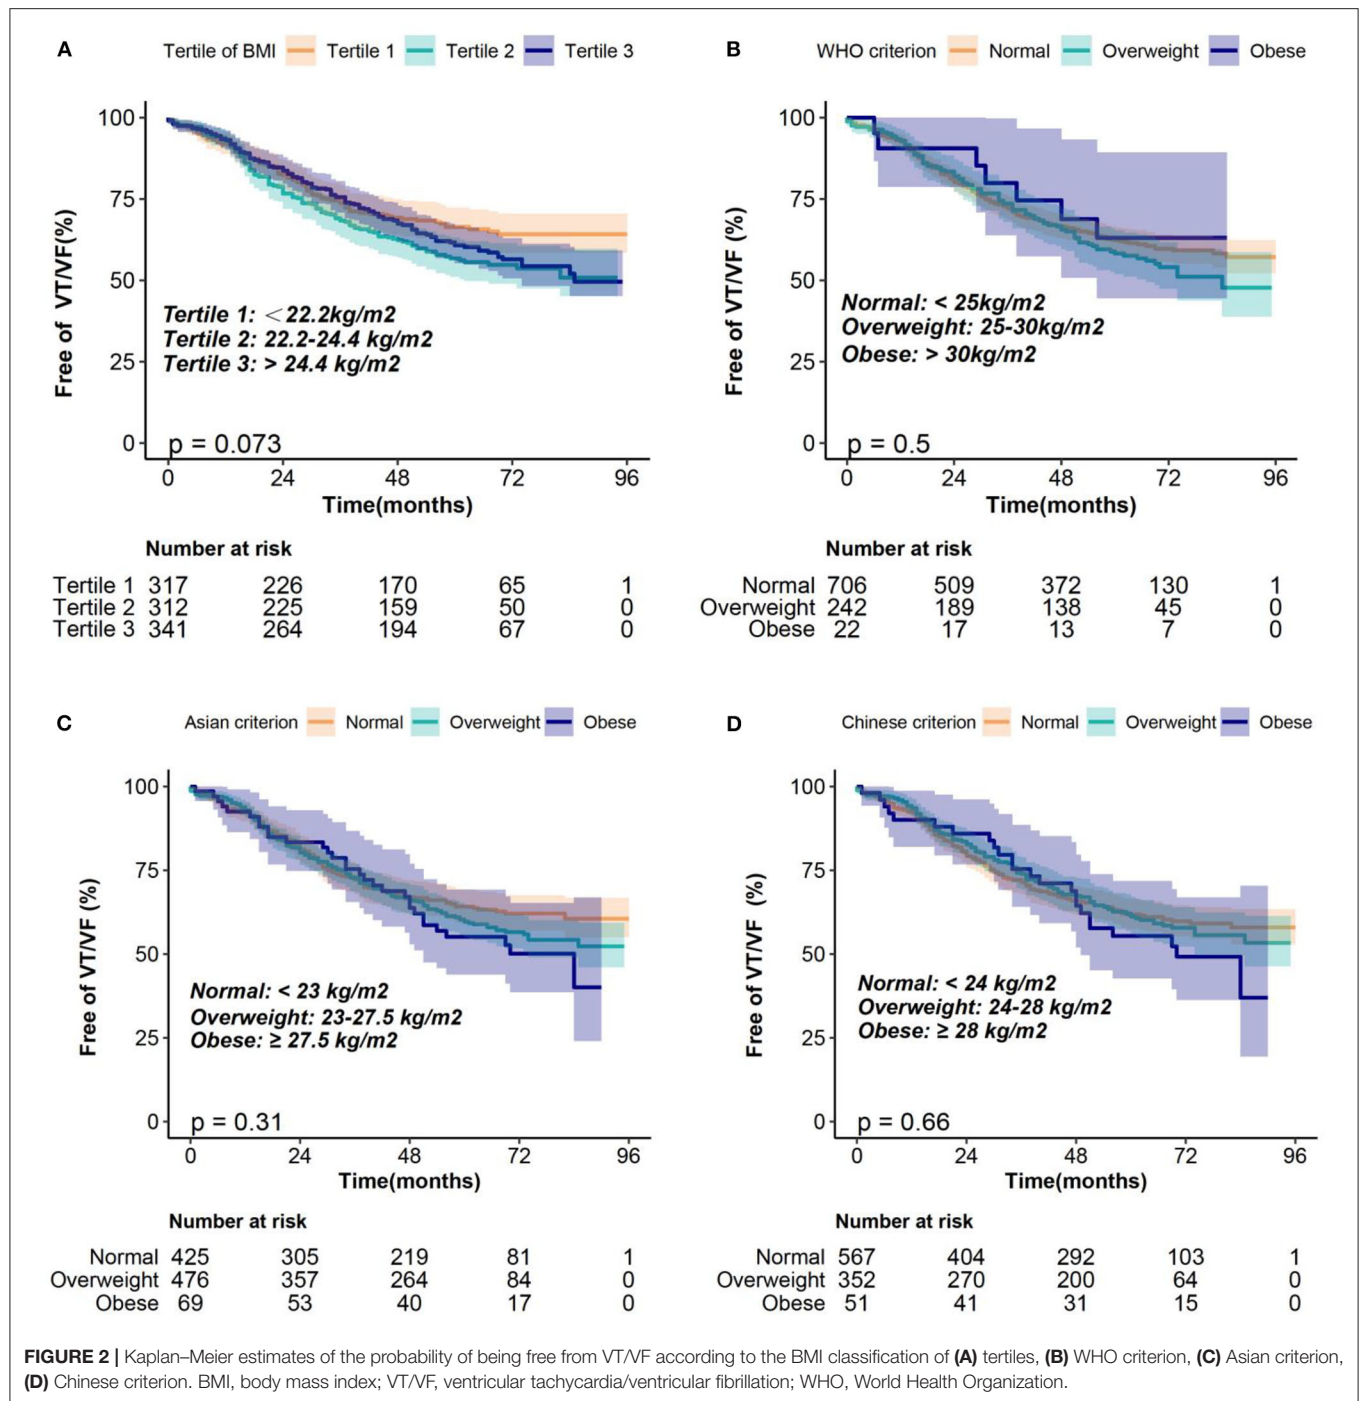 A
Tertile of BMI Tertile 1 Tertile 2 Tertile 3
Free of VT/VF(%)
100
75
50
25
0
Tertile 1: ＜22.2kg/m2
Tertile 2: 22.2-24.4 kg/m2
Tertile 3: > 24.4 kg/m2
p = 0.073
0 24 48 72 96
Time(months)
Number at risk
Tertile 1 317 226 170 65 1
Tertile 2 312 225 159 50 0
Tertile 3 341 264 194 67 0
B
WHO criterion Normal Overweight Obese
Free of VT/VF (%)
100
75
50
25
0
Normal: < 25kg/m2
Overweight: 25-30kg/m2
Obese: > 30kg/m2
p = 0.5
0 24 48 72 96
Time(months)
Number at risk
Normal 706 509 372 130 1
Overweight 242 189 138 45 0
Obese 22 17 13 7 0
C
Asian criterion Normal Overweight Obese
Free of VT/VF (%)
100
75
50
25
0
Normal: < 23 kg/m2
Overweight: 23-27.5 kg/m2
Obese: ≥ 27.5 kg/m2
p = 0.31
0 24 48 72 96
Time(months)
Number at risk
Normal 425 305 219 81 1
Overweight 476 357 264 84 0
Obese 69 53 40 17 0
D
Chinese criterion Normal Overweight Obese
Free of VT/VF (%)
100
75
50
25
0
Normal: < 24 kg/m2
Overweight: 24-28 kg/m2
Obese: ≥ 28 kg/m2
p = 0.66
0 24 48 72 96
Time(months)
Number at risk
Normal 567 404 292 103 1
Overweight 352 270 200 64 0
Obese 51 41 31 15 0
FIGURE 2 | Kaplan–Meier estimates of the probability of being free from VT/VF according to the BMI classification of (A) tertiles, (B) WHO criterion, (C) Asian criterion,
(D) Chinese criterion. BMI, body mass index; VT/VF, ventricular tachycardia/ventricular fibrillation; WHO, World Health Organization.